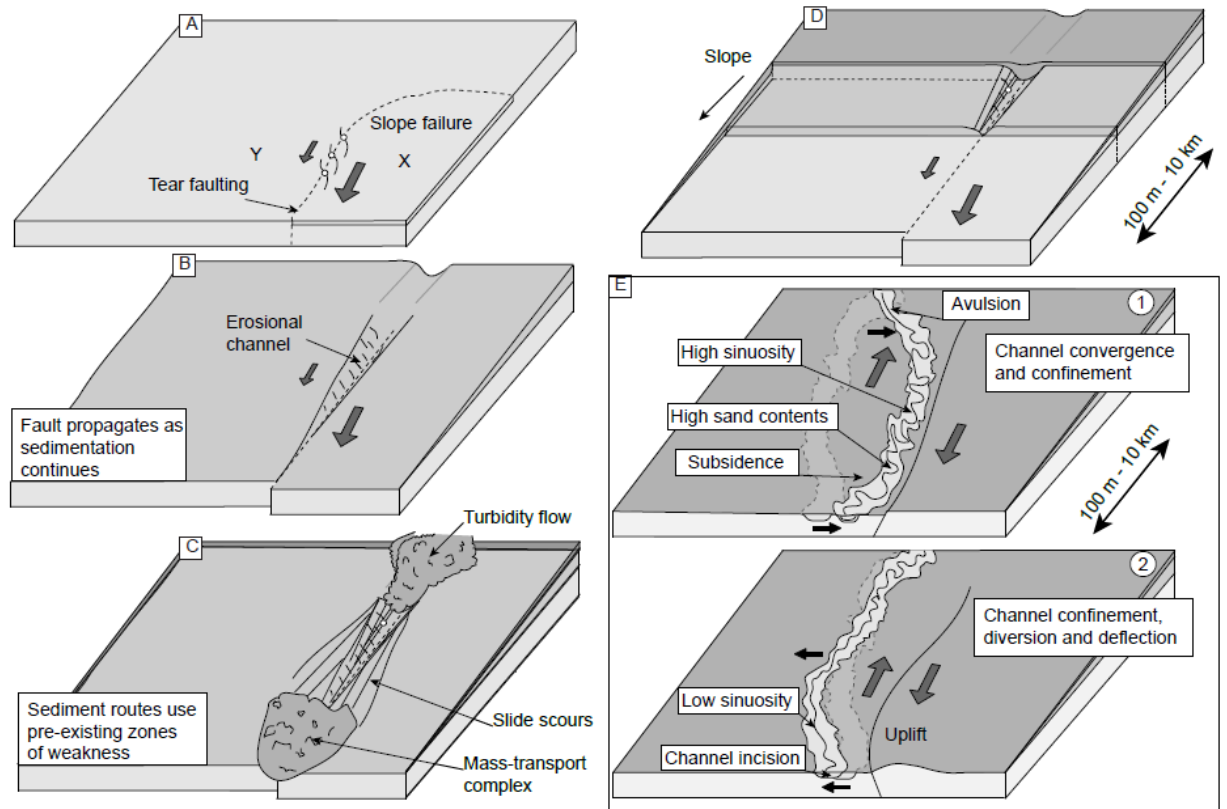 A
Slope failure
Y
X
Tear faulting
B
Erosional
channel
Fault propagates as
sedimentation
continues
C
Turbidity flow
Sediment routes use
pre-existing zones
of weakness
Slide scours
Mass-transport
complex
D
Slope
100 m - 10 km
E
1
Avulsion
High sinuosity
Channel convergence
and confinement
High sand contents
Subsidence
100 m - 10 km
2
Channel confinement,
diversion and deflection
Low sinuosity
Uplift
Channel incision